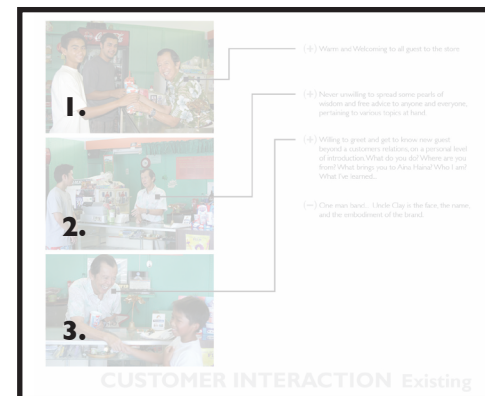 1.
(+) Warm and Welcoming to all guest to the store
2.
(+) Never unwilling to spread some pearls of
wisdom and free advice to anyone and everyone,
pertaining to various topics at hand.
3.
(+) Willing to greet and get to know new guest
beyond a customers relations, on a personal level
of introduction. What do you do? Where are you
from? What brings you to Aina Haina? Who I am?
What I've learned...
(−) One man band... Uncle Clay is the face, the name,
and the embodiment of the brand
CUSTOMER INTERACTION Existing